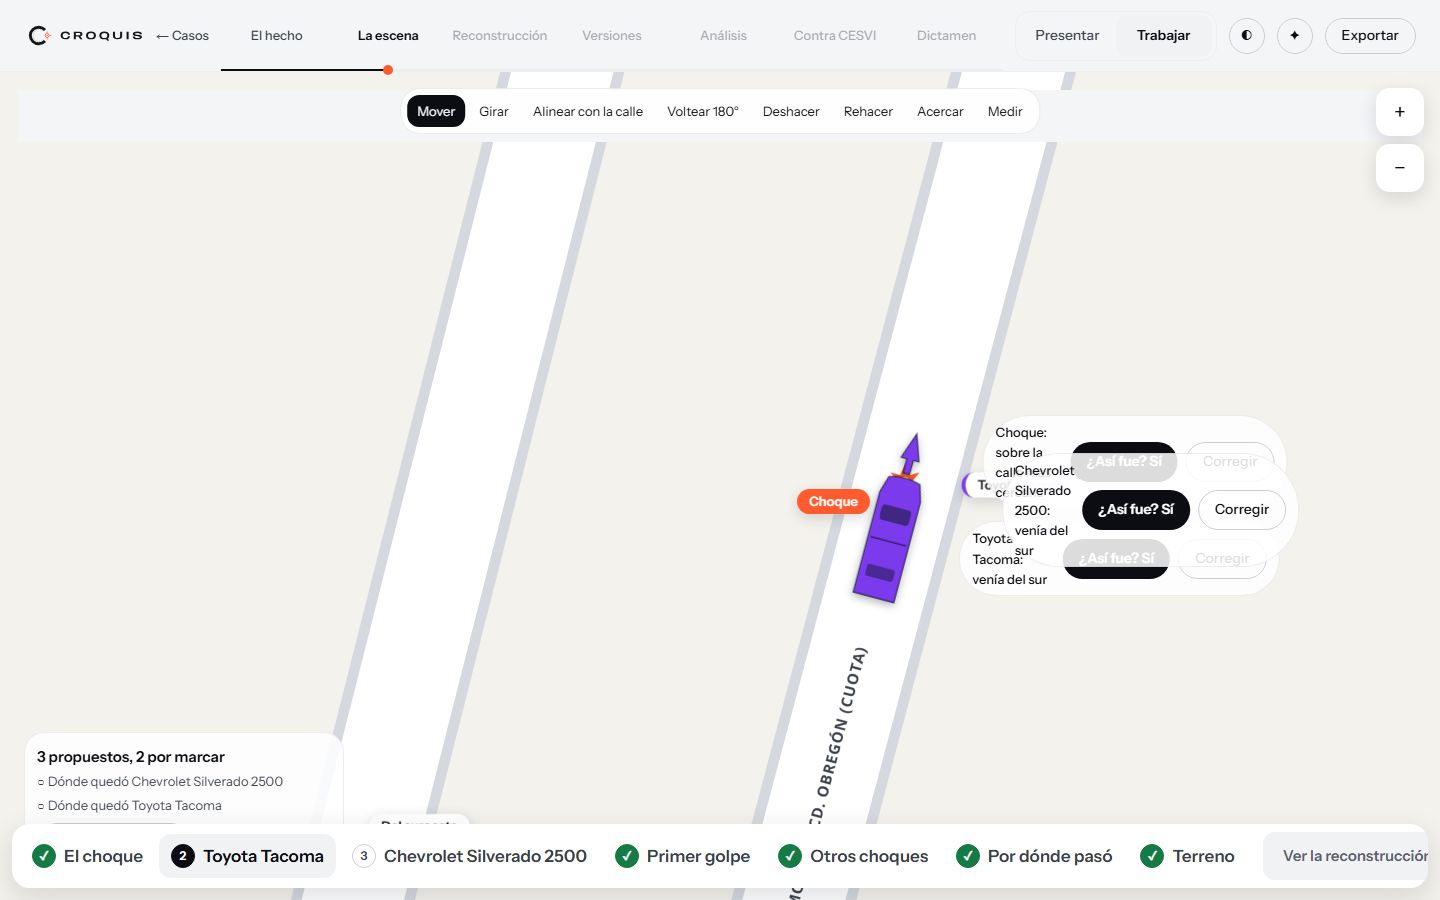 CROQUIS
← Casos
El hecho
La escena
Reconstrucción
Versiones
Análisis
Contra CESVI
Dictamen
Presentar
Trabajar
Exportar
Mover
Girar
Alinear con la calle
Voltear 180°
Deshacer
Rehacer
Acercar
Medir
+
−
Choque:
sobre la
¿Así fue? Sí
Corregir
Chevrolet
Silverado
2500:
venía del
sur
¿Así fue? Sí
Corregir
Choque
Toyota
Tacoma:
venía del sur
¿Así fue? Sí
Corregir
CD. OBREGÓN (CUOTA)
3 propuestos, 2 por marcar
○ Dónde quedó Chevrolet Silverado 2500
○ Dónde quedó Toyota Tacoma
✓ El choque
2 Toyota Tacoma
3 Chevrolet Silverado 2500
✓ Primer golpe
✓ Otros choques
✓ Por dónde pasó
✓ Terreno
Ver la reconstrucción